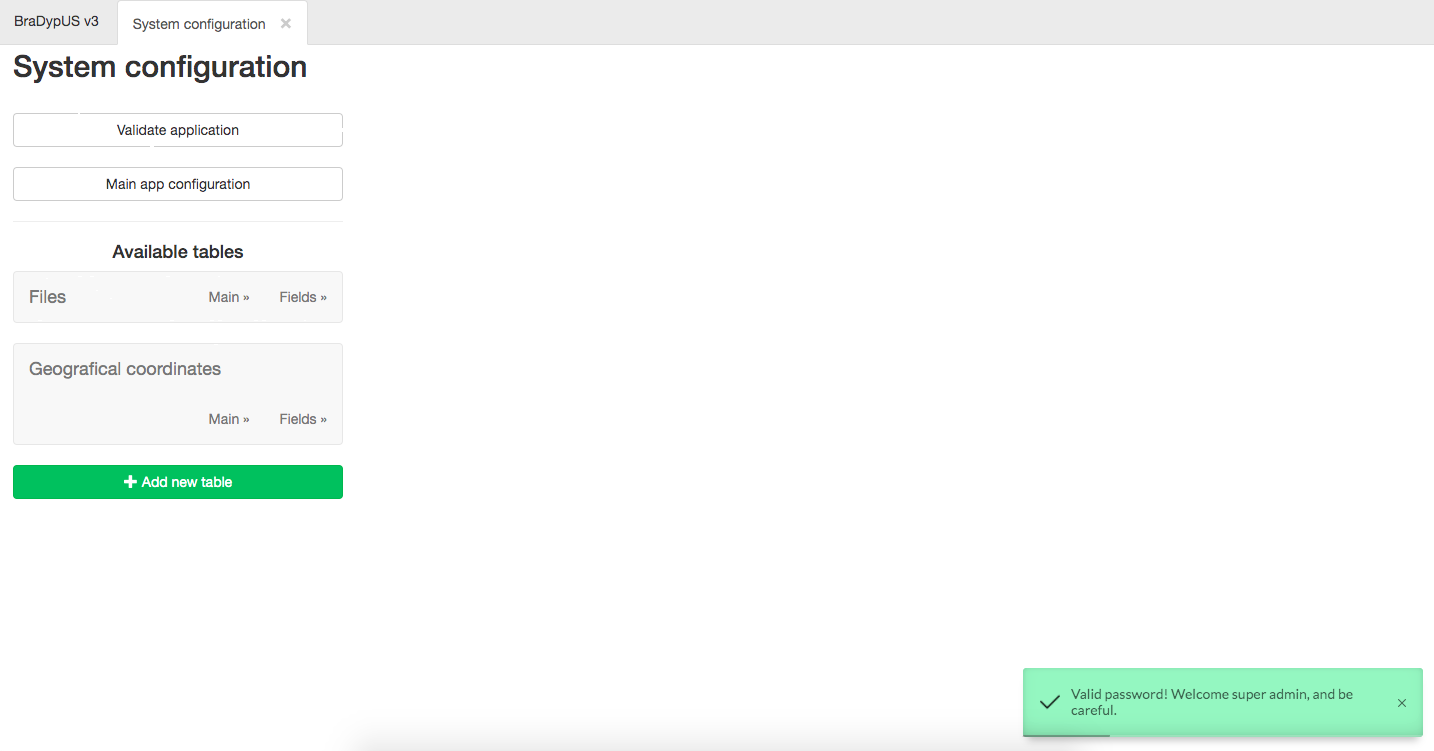 BraDypUS v3
System configuration ×
System configuration
Validate application
Main app configuration
Available tables
Files Main » Fields »
Geografical coordinates
Main » Fields »
Add new table
Valid password! Welcome super admin, and be
careful.